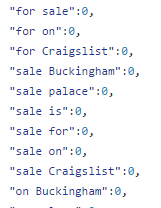 "for sale":0,
"for on":0,
"for Craigslist":0,
"sale Buckingham":0,
"sale palace":0,
"sale is":0,
"sale for":0,
"sale on":0,
"sale Craigslist":0,
"on Buckingham":0,